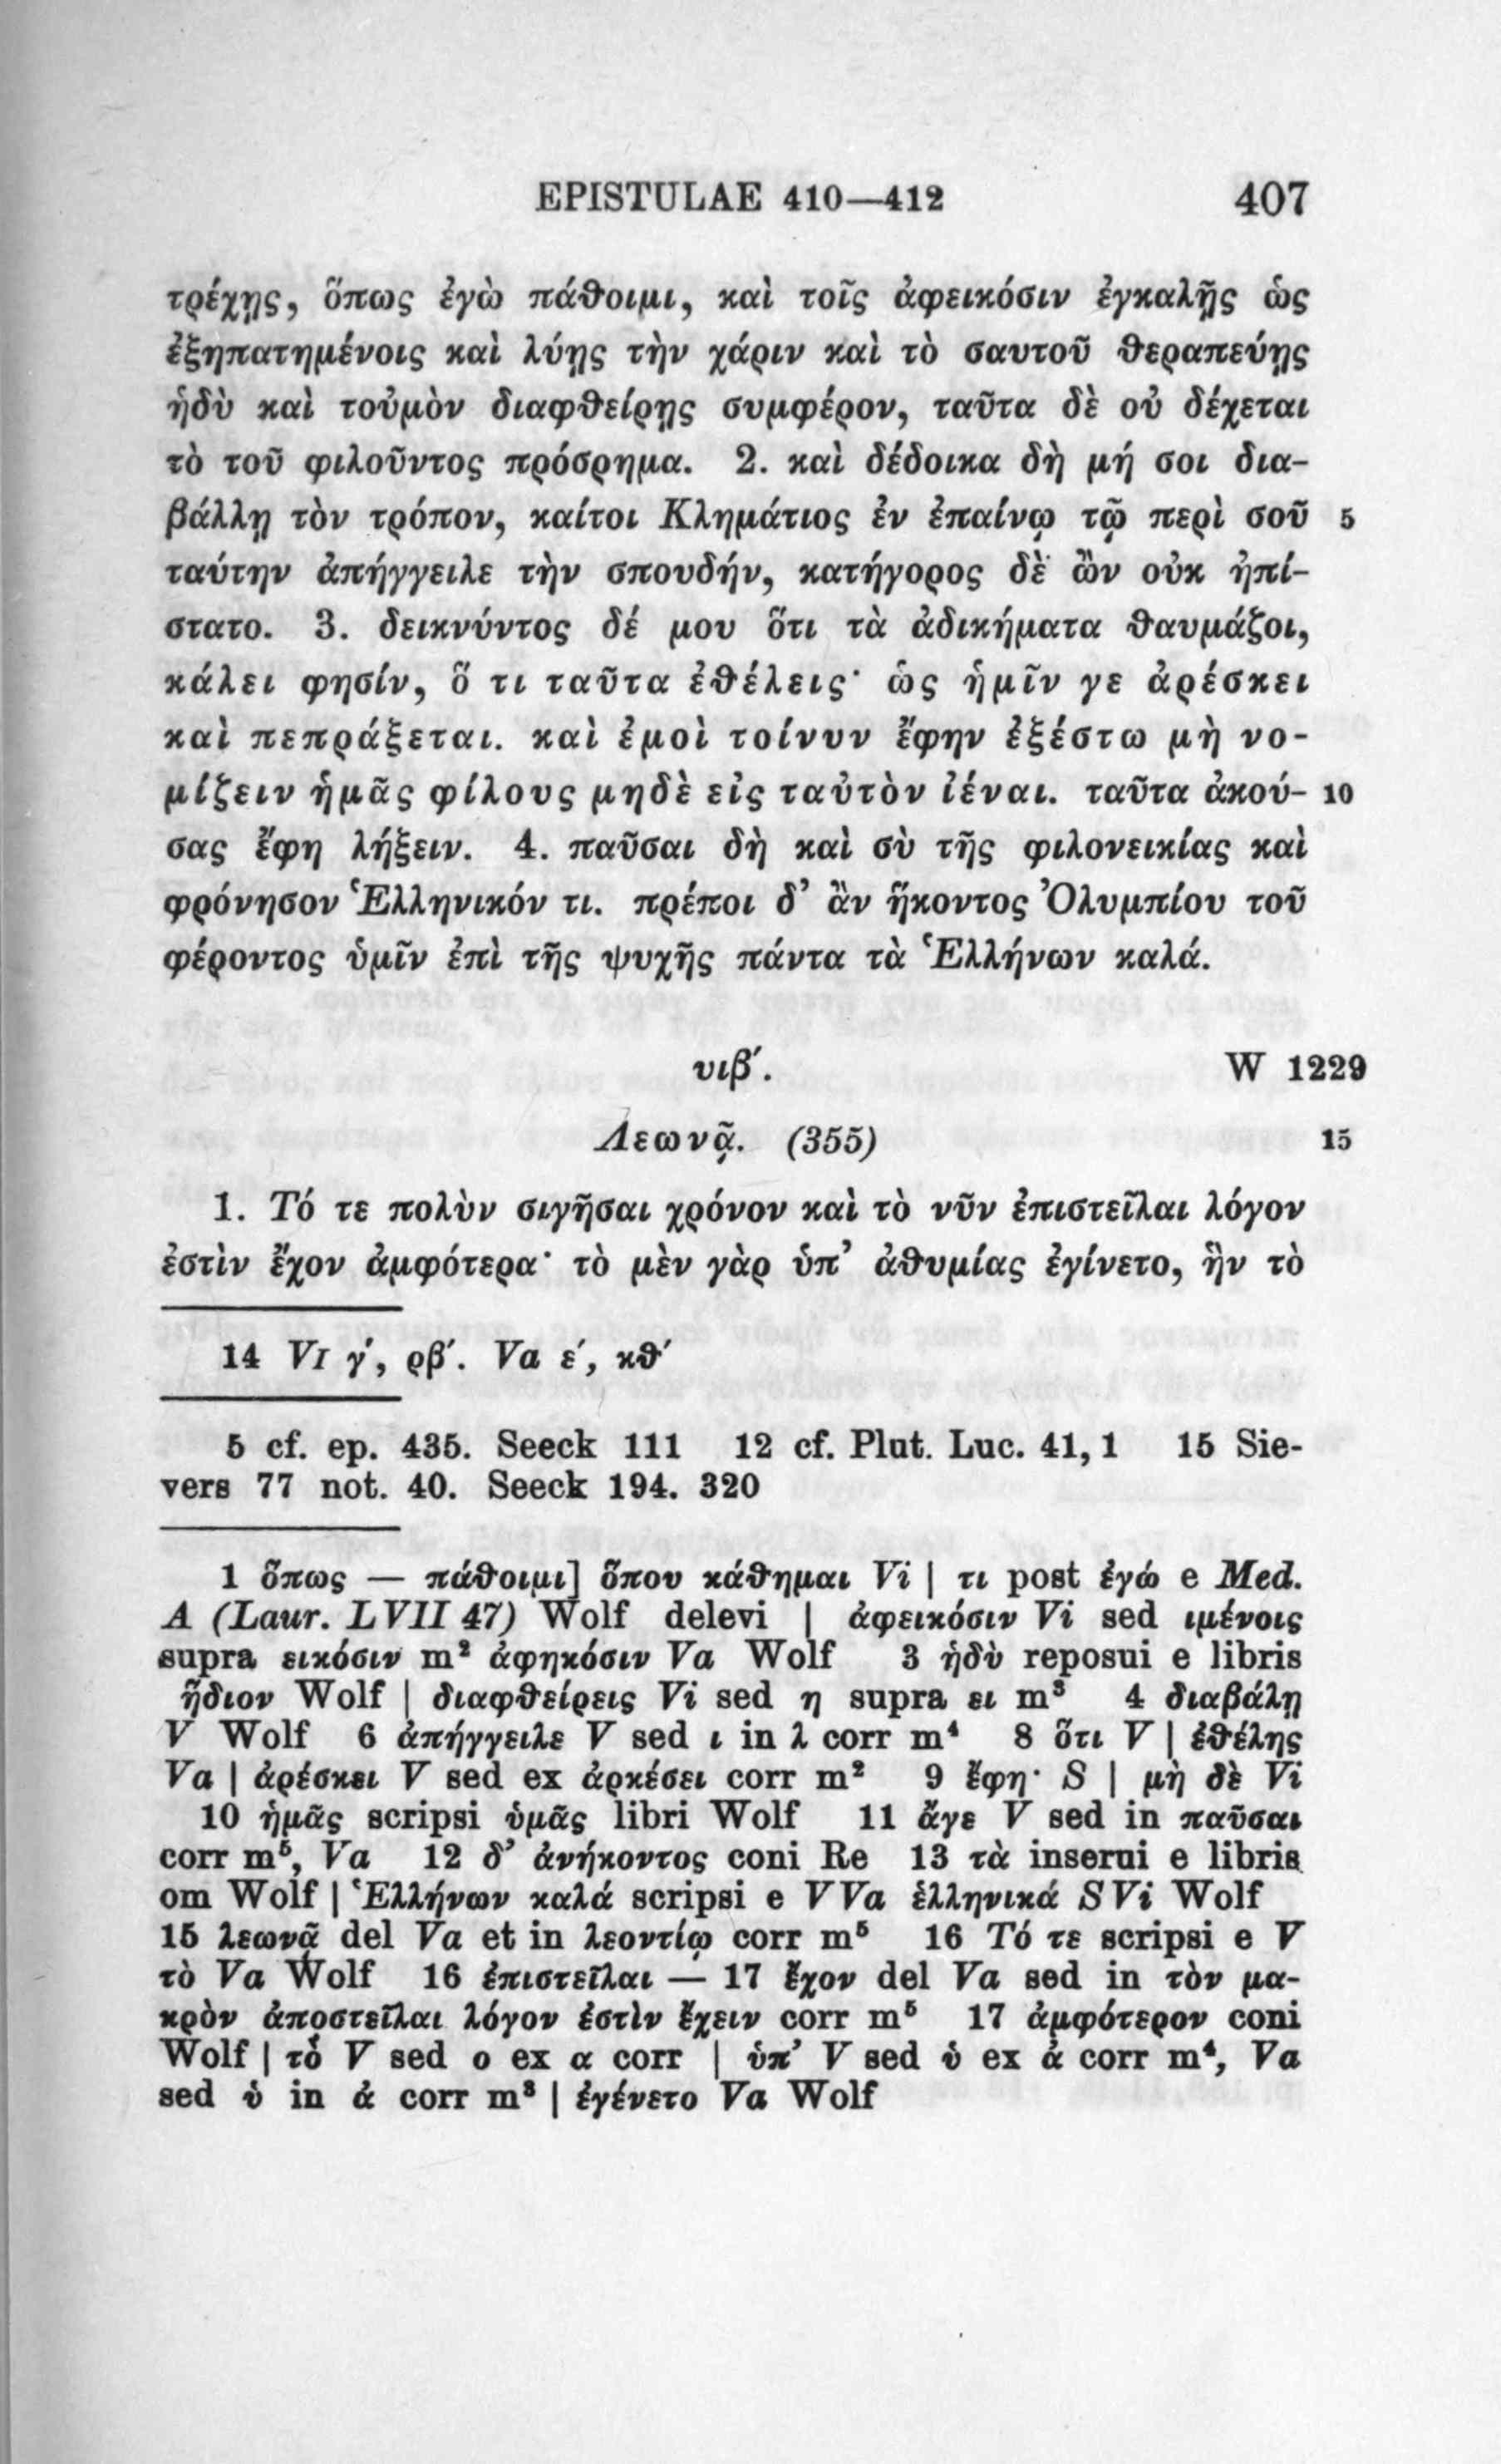 EPISTULAE 410—412 407
τρέχῃς, ὅπως ἐγὼ πάθοιμι, καὶ τοῖς ἀφεικόσιν ἐγκαλῇς ὡς
ἐξηπατημένοις καὶ λύῃς τὴν χάριν καὶ τὸ σαυτοῦ θεραπεύῃς
ἡδὺ καὶ τοὐμὸν διαφθείρῃς συμφέρον, ταῦτα δὲ οὐ δέχεται
τὸ τοῦ φιλοῦντος πρόσρημα. 2. καὶ δέδοικα δὴ μή σοι δια-
βάλλῃ τὸν τρόπον, καίτοι Κλημάτιος ἐν ἐπαίνῳ τῷ περὶ σοῦ 5
ταύτην ἀπήγγειλε τὴν σπουδήν, κατήγορος δὲ ὢν οὐκ ἠπί-
στατο. 3. δεικνύντος δέ μου ὅτι τὰ ἀδικήματα θαυμάζοι,
κάλει φησίν, ὅ τι ταῦτα ἐθέλεις· ὡς ἡμῖν γε ἀρέσκει
καὶ πεπράξεται. καὶ ἐμοὶ τοίνυν ἔφην ἐξέστω μὴ νο-
μίζειν ἡμᾶς φίλους μηδὲ εἰς ταὐτὸν ἰέναι. ταῦτα ἀκού- 10
σας ἔφη λήξειν. 4. παῦσαι δὴ καὶ σὺ τῆς φιλονεικίας καὶ
φρόνησον Ἑλληνικόν τι. πρέποι δ' ἂν ἥκοντος Ὀλυμπίου τοῦ
φέροντος ὑμῖν ἐπὶ τῆς ψυχῆς πάντα τὰ Ἑλλήνων καλά.
υιβ΄. W 1229
Λεωνᾷ. (355) 15
1. Τό τε πολὺν σιγῆσαι χρόνον καὶ τὸ νῦν ἐπιστεῖλαι λόγον
ἐστὶν ἔχον ἀμφότερα· τὸ μὲν γὰρ ὑπ' ἀθυμίας ἐγίνετο, ἣν τὸ
14 VI γ΄, ρβ΄. Va ε΄, κθ΄
5 cf. ep. 435. Seeck 111 12 cf. Plut. Luc. 41, 1 15 Sie-
vers 77 not. 40. Seeck 194. 320
1 ὅπως — πάθοιμι] ὅπου κάθημαι Vi | τι post ἐγώ e Med.
A (Laur. LVII 47) Wolf delevi | ἀφεικόσιν Vi sed ιμένοις
supra εικόσιν m² ἀφηκόσιν Va Wolf 3 ἡδὺ reposui e libris
ἥδιον Wolf | διαφθείρεις Vi sed η supra ει m³ 4 διαβάλῃ
V Wolf 6 ἀπήγγειλε V sed ι in λ corr m⁴ 8 ὅτι V | ἐθέλης
Va | ἀρέσκει V sed ex ἀρκέσει corr m² 9 ἔφη· S | μὴ δὲ Vi
10 ἡμᾶς scripsi ὑμᾶς libri Wolf 11 ἄγε V sed in παῦσαι
corr m⁵, Va 12 δ' ἀνήκοντος coni Re 13 τὰ inserui e libris
om Wolf | Ἑλλήνων καλά scripsi e V Va ἑλληνικά S Vi Wolf
15 λεωνᾷ del Va et in λεοντίῳ corr m⁵ 16 Τό τε scripsi e V
τὸ Va Wolf 16 ἐπιστεῖλαι — 17 ἔχον del Va sed in τὸν μα-
κρὸν ἀποστεῖλαι λόγον ἐστὶν ἔχειν corr m⁵ 17 ἀμφότερον coni
Wolf | τὸ V sed ο ex α corr | ὑπ' V sed ὑ ex ἀ corr m⁴, Va
sed ὑ in ἀ corr m³ | ἐγένετο Va Wolf